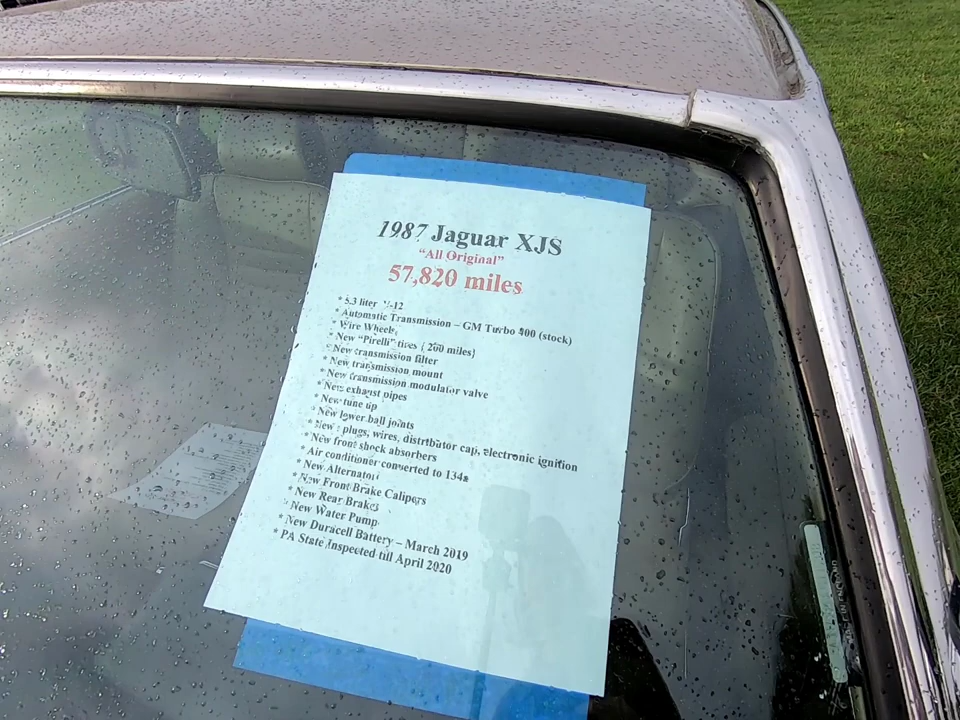 1987 Jaguar XJS
“All Original”
57,820 miles
* 5.3 liter V-12
* Automatic Transmission – GM Turbo 400 (stock)
* Wire Wheels
* New “Pirelli” tires ( 200 miles)
* New transmission filter
* New transmission mount
* New transmission modulator valve
* New exhaust pipes
* New tune up
* New lower ball joints
* New : plugs, wires, distributor cap, electronic ignition
* New front shock absorbers
* Air conditioner converted to 134a
* New Alternator
* New Front Brake Calipers
* New Rear Brakes
* New Water Pump
* New Duracell Battery – March 2019
* PA State Inspected till April 2020